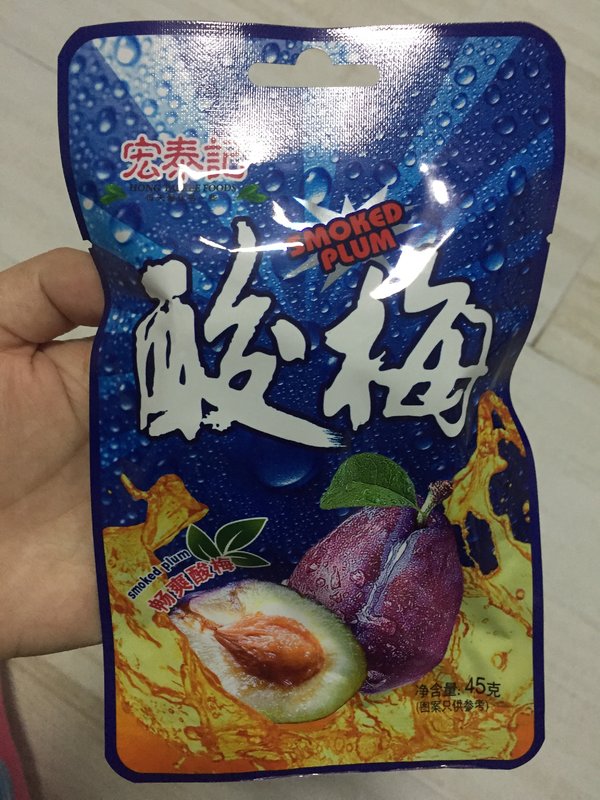 宏泰記
SMOKED
PLUM
酸梅
smoked plum
畅爽酸梅
净含量: 45克
(图案只供参考)